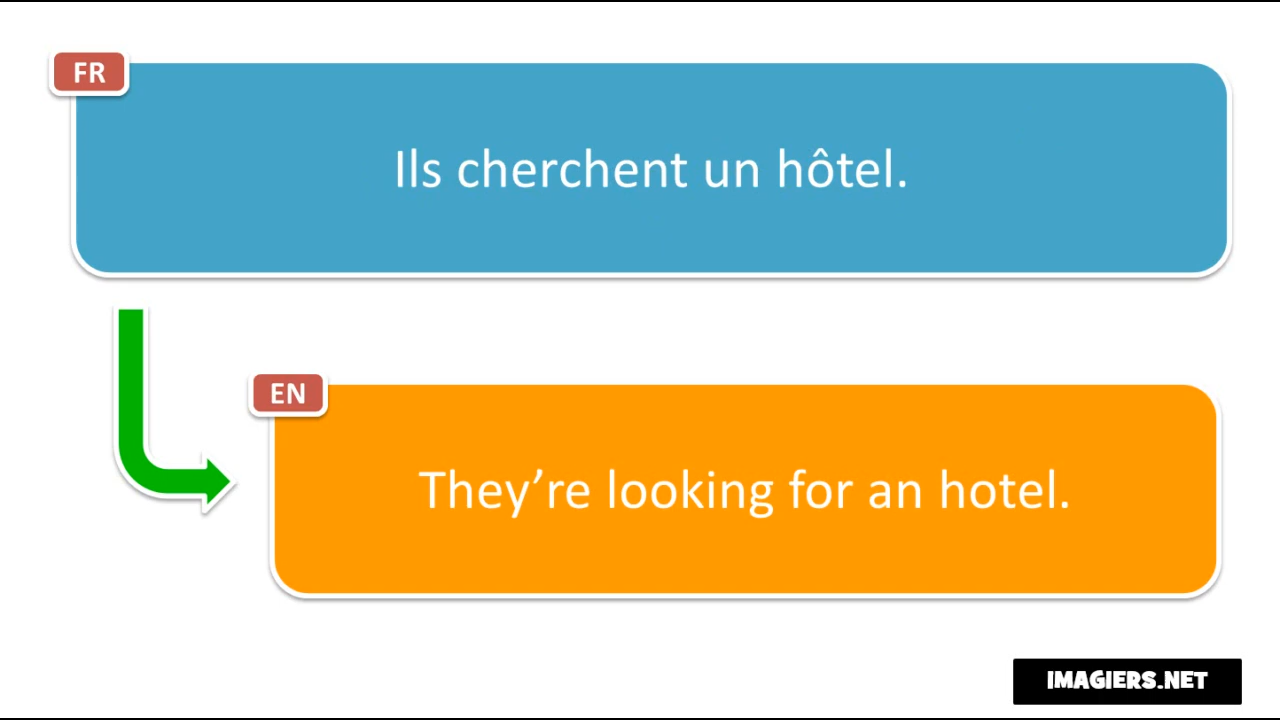 FR
Ils cherchent un hôtel.
EN
They’re looking for an hotel.
IMAGIERS.NET